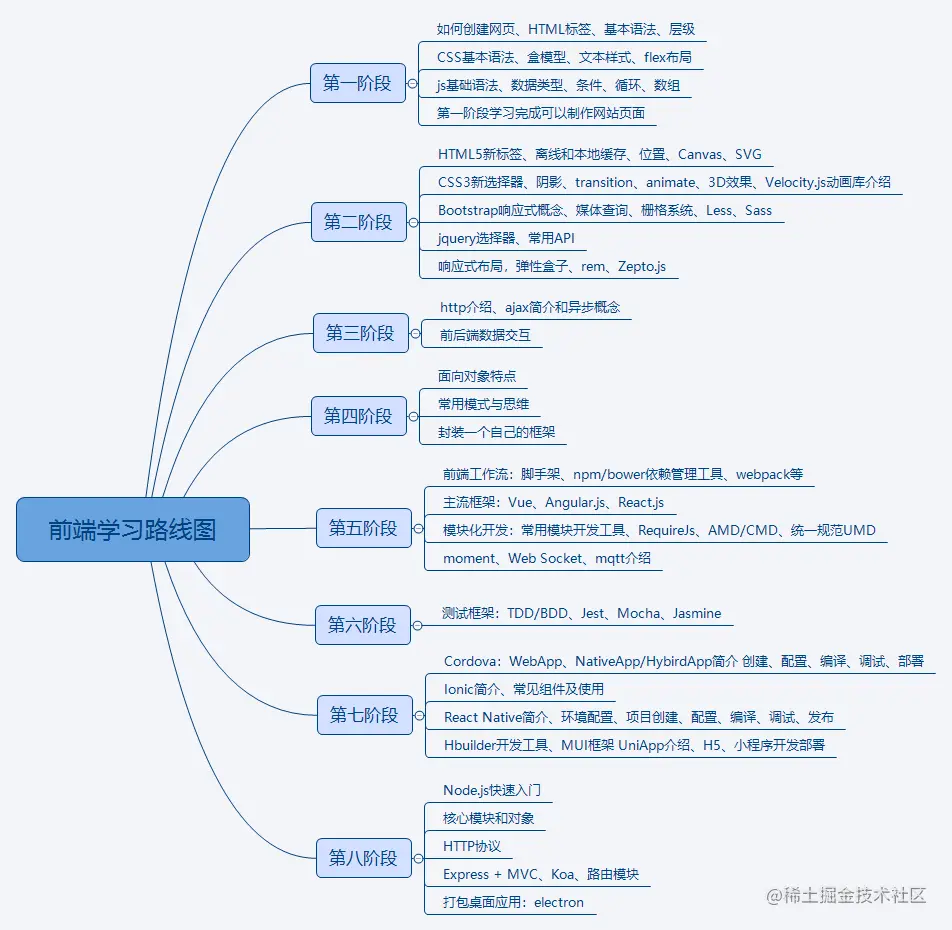 前端学习路线图
第一阶段
如何创建网页、HTML标签、基本语法、层级
CSS基本语法、盒模型、文本样式、flex布局
js基础语法、数据类型、条件、循环、数组
第一阶段学习完成可以制作网站页面
第二阶段
HTML5新标签、离线和本地缓存、位置、Canvas、SVG
CSS3新选择器、阴影、transition、animate、3D效果、Velocity.js动画库介绍
Bootstrap响应式概念、媒体查询、栅格系统、Less、Sass
jquery选择器、常用API
响应式布局，弹性盒子、rem、Zepto.js
第三阶段
http介绍、ajax简介和异步概念
前后端数据交互
第四阶段
面向对象特点
常用模式与思维
封装一个自己的框架
第五阶段
前端工作流：脚手架、npm/bower依赖管理工具、webpack等
主流框架：Vue、Angular.js、React.js
模块化开发：常用模块开发工具、RequireJs、AMD/CMD、统一规范UMD
moment、Web Socket、mqtt介绍
第六阶段
测试框架：TDD/BDD、Jest、Mocha、Jasmine
第七阶段
Cordova：WebApp、NativeApp/HybirdApp简介 创建、配置、编译、调试、部署
Ionic简介、常见组件及使用
React Native简介、环境配置、项目创建、配置、编译、调试、发布
Hbuilder开发工具、MUI框架 UniApp介绍、H5、小程序开发部署
第八阶段
Node.js快速入门
核心模块和对象
HTTP协议
Express + MVC、Koa、路由模块
打包桌面应用：electron
@稀土掘金技术社区